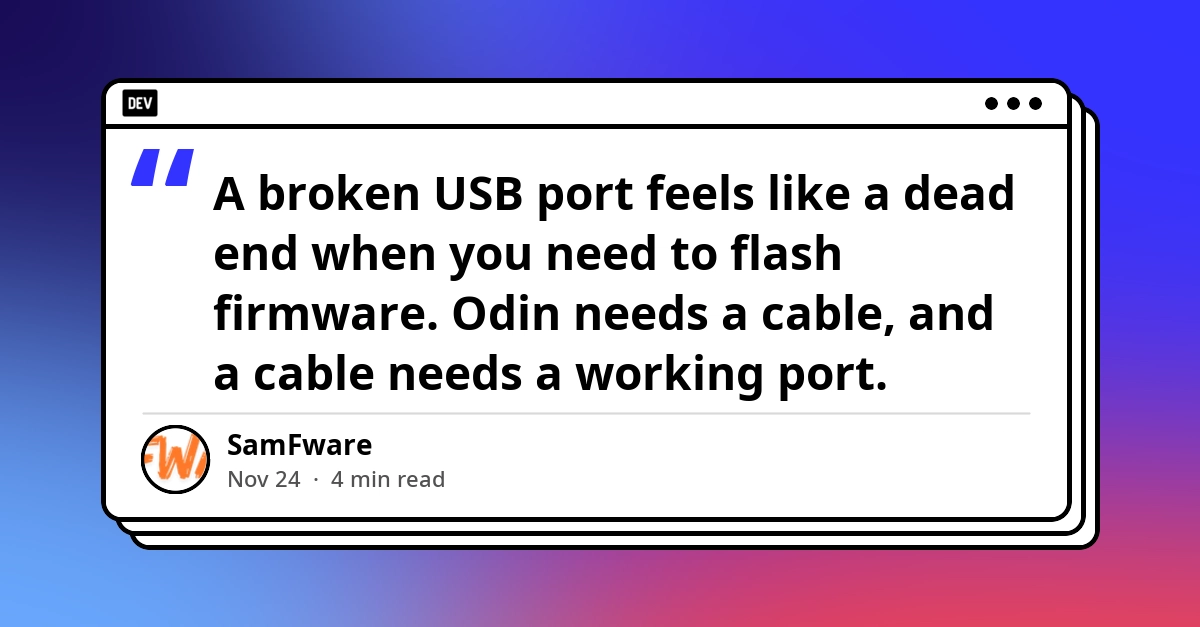 DEV
“ A broken USB port feels like a dead
end when you need to flash
firmware. Odin needs a cable, and
a cable needs a working port.
SamFware
Nov 24 · 4 min read